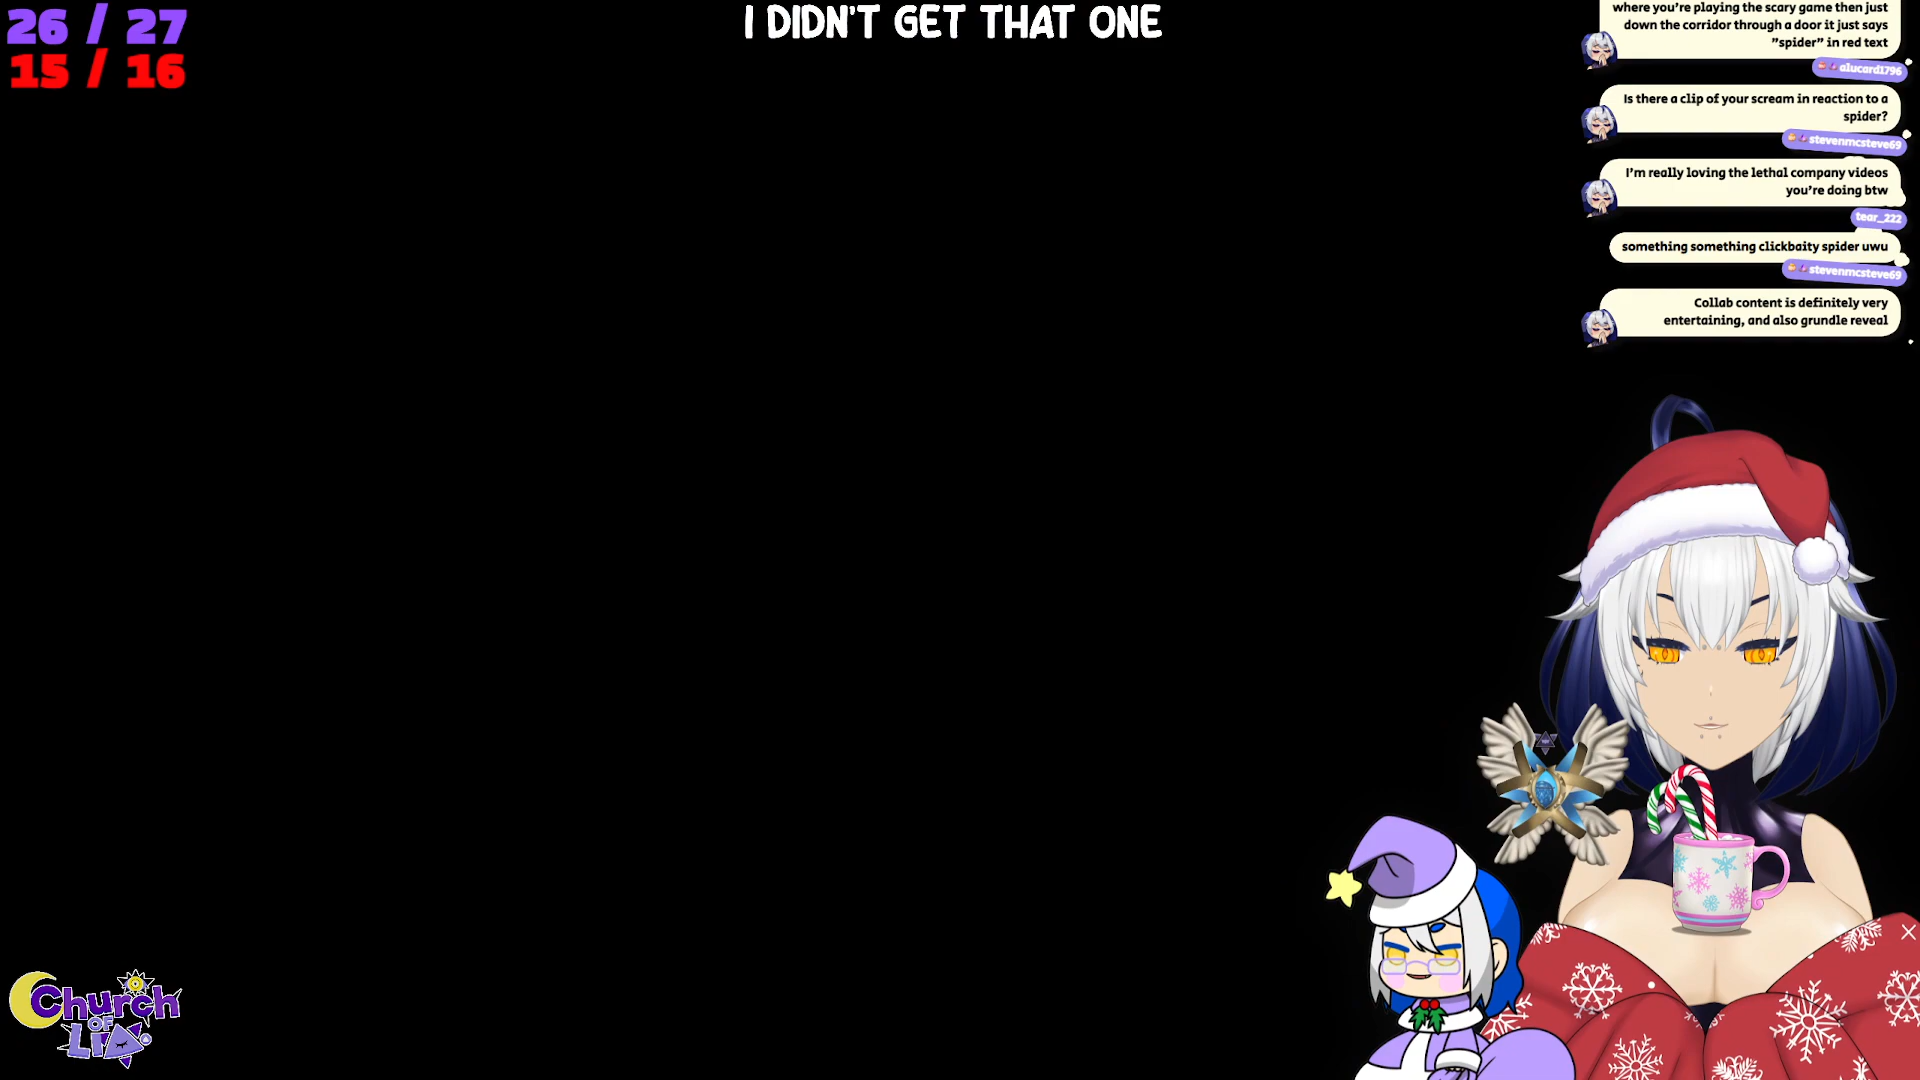 26 / 27
15 / 16
I DIDN'T GET THAT ONE
where you're playing the scary game then just
down the corridor through a door it just says
"spider" in red text
alucard1796
Is there a clip of your scream in reaction to a
spider?
stevenmcsteve69
I'm really loving the lethal company videos
you're doing btw
tear_222
something something clickbaity spider uwu
stevenmcsteve69
Collab content is definitely very
entertaining, and also grundle reveal
Church
OF
LIA